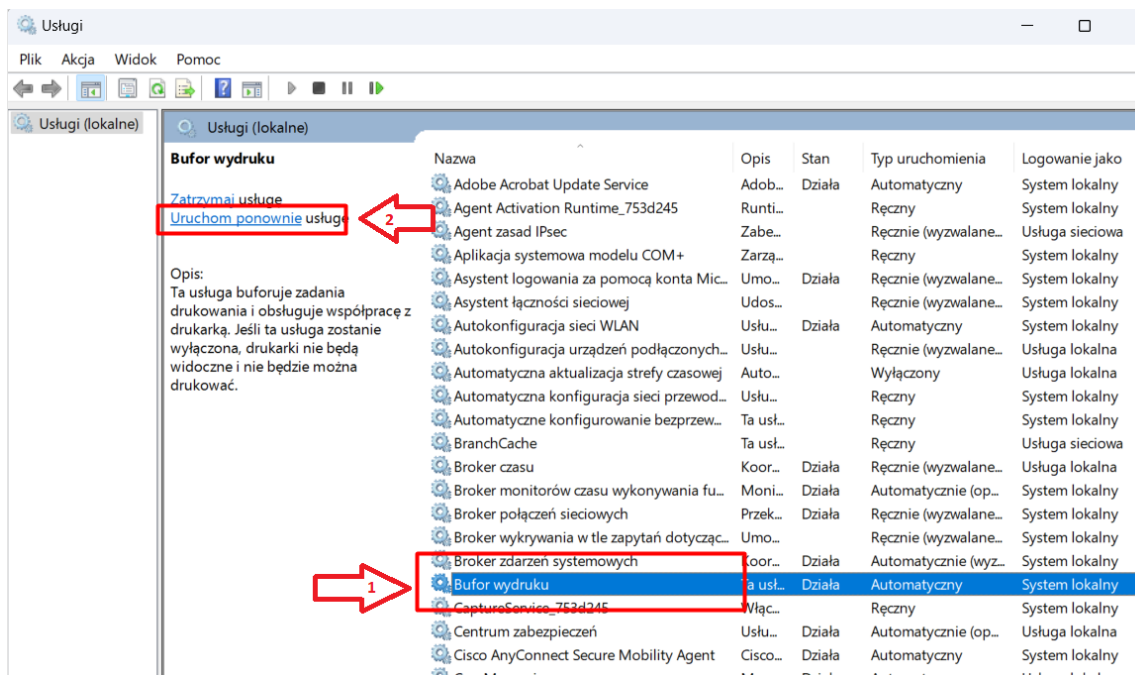 Usługi
Plik Akcja Widok Pomoc
Usługi (lokalne)
Usługi (lokalne)
Bufor wydruku
Zatrzymaj usługę
Uruchom ponownie usługę
2
Opis:
Ta usługa buforuje zadania
drukowania i obsługuje współpracę z
drukarką. Jeśli ta usługa zostanie
wyłączona, drukarki nie będą
widoczne i nie będzie można
drukować.
Nazwa Opis Stan Typ uruchomienia Logowanie jako
Adobe Acrobat Update Service Adob... Działa Automatyczny System lokalny
Agent Activation Runtime_753d245 Runti... Ręczny System lokalny
Agent zasad IPsec Zabe... Ręcznie (wyzwalane... Usługa sieciowa
Aplikacja systemowa modelu COM+ Zarzą... Ręczny System lokalny
Asystent logowania za pomocą konta Mic... Umo... Działa Ręcznie (wyzwalane... System lokalny
Asystent łączności sieciowej Udos... Ręcznie (wyzwalane... System lokalny
Autokonfiguracja sieci WLAN Usłu... Działa Automatyczny System lokalny
Autokonfiguracja urządzeń podłączonych... Usłu... Ręcznie (wyzwalane... Usługa lokalna
Automatyczna aktualizacja strefy czasowej Auto... Wyłączony Usługa lokalna
Automatyczna konfiguracja sieci przewod... Usłu... Ręczny System lokalny
Automatyczne konfigurowanie bezprzew... Ta usł... Ręczny System lokalny
BranchCache Ta usł... Ręczny Usługa sieciowa
Broker czasu Koor... Działa Ręcznie (wyzwalane... Usługa lokalna
Broker monitorów czasu wykonywania fu... Moni... Działa Automatycznie (op... System lokalny
Broker połączeń sieciowych Przek... Działa Ręcznie (wyzwalane... System lokalny
Broker wykrywania w tle zapytań dotycząc... Umo... Ręcznie (wyzwalane... System lokalny
Broker zdarzeń systemowych Koor... Działa Automatycznie (wyz... System lokalny
1
Bufor wydruku Ta usł... Działa Automatyczny System lokalny
CaptureService_753d245 Włąc... Ręczny System lokalny
Centrum zabezpieczeń Usłu... Działa Automatycznie (op... Usługa lokalna
Cisco AnyConnect Secure Mobility Agent Cisco... Działa Automatyczny System lokalny